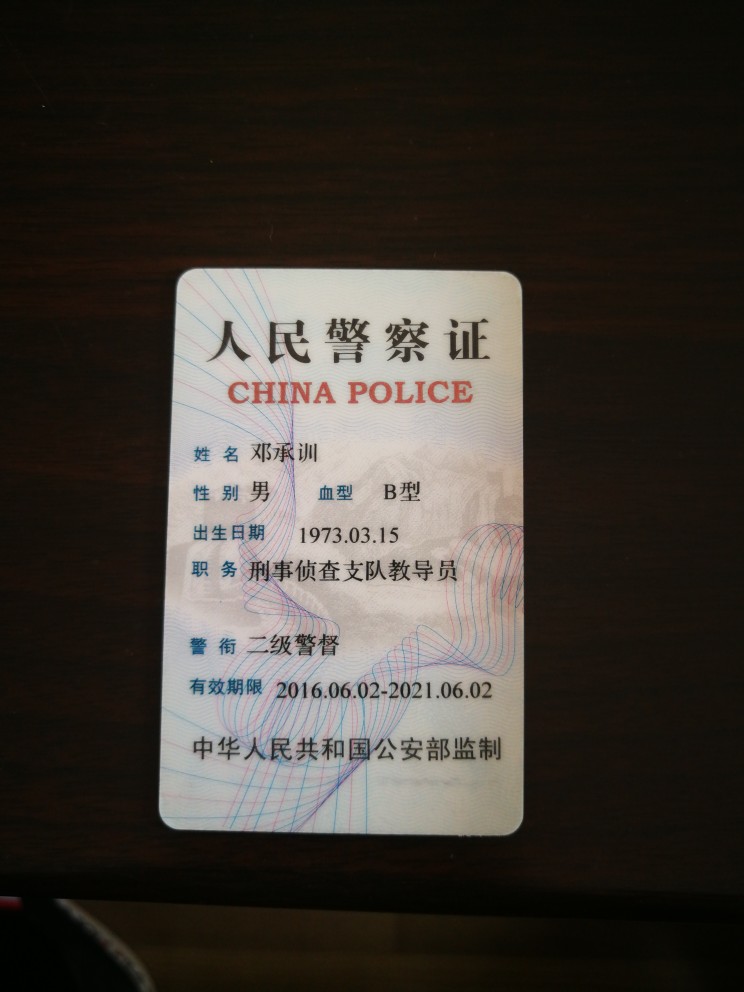 人民警察证
CHINA POLICE
姓名 邓承训
性别 男 血型 B型
出生日期 1973.03.15
职务 刑事侦查支队教导员
警衔 二级警督
有效期限 2016.06.02-2021.06.02
中华人民共和国公安部监制